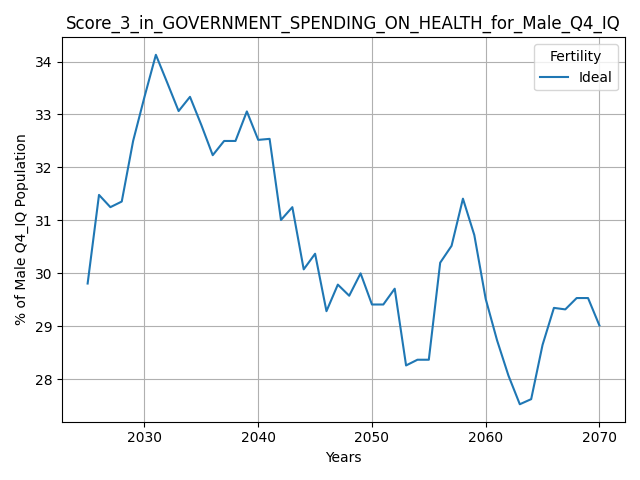 Score_3_in_GOVERNMENT_SPENDING_ON_HEALTH_for_Male_Q4_IQ
Fertility
Ideal
% of Male Q4_IQ Population
34
33
32
31
30
29
28
2030 2040 2050 2060 2070
Years